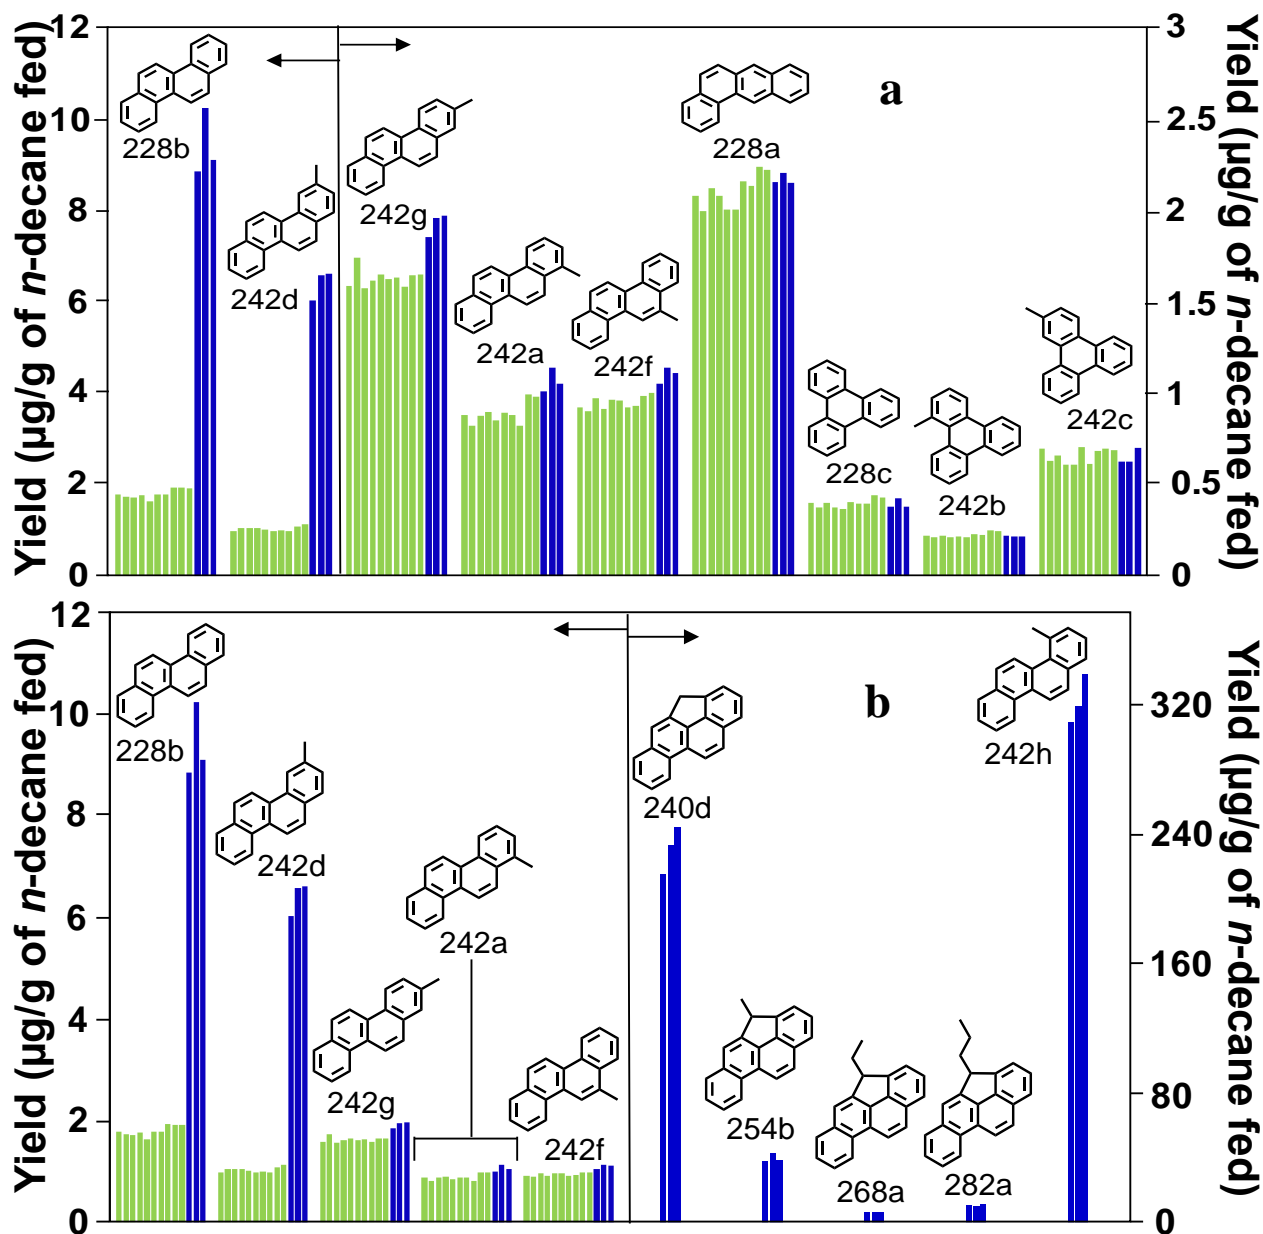 Yield (µg/g of n-decane fed)
12
10
8
6
4
2
0
228b
242d
242g
242a
242f
228a
a
228c
242b
242c
3
2.5
2
1.5
1
0.5
0
Yield (µg/g of n-decane fed)
Yield (µg/g of n-decane fed)
12
10
8
6
4
2
0
228b
242d
242g
242a
242f
240d
b
254b
268a
282a
242h
320
240
160
80
0
Yield (µg/g of n-decane fed)